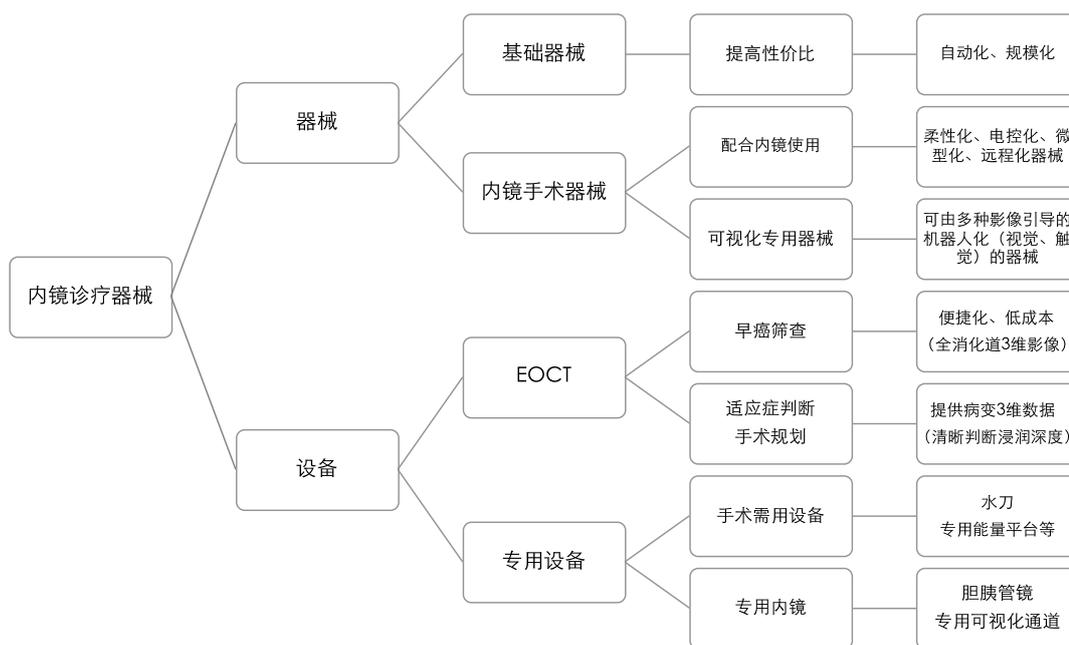 基础器械
提高性价比
自动化、规模化
器械
配合内镜使用
柔性化、电控化、微
型化、远程化器械
内镜手术器械
可视化专用器械
可由多种影像引导的
机器人化（视觉、触
觉）的器械
内镜诊疗器械
早癌筛查
便捷化、低成本
（全消化道3维影像）
EOCT
适应症判断
手术规划
提供病变3维数据
（清晰判断浸润深度）
设备
手术需用设备
水刀
专用能量平台等
专用设备
专用内镜
胆胰管镜
专用可视化通道